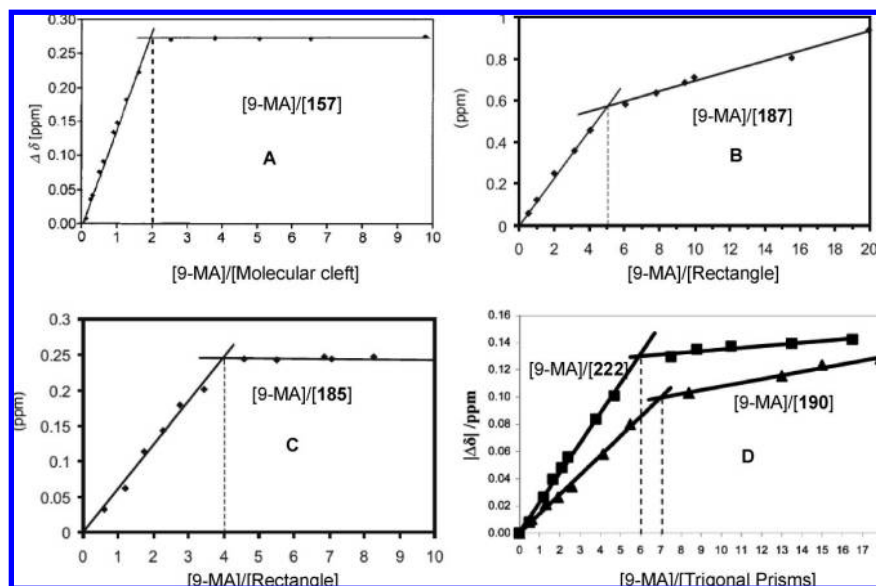 0.30
0.25
0.20
0.15
0.10
0.05
0.00
Δ δ [ppm]
[9-MA]/[157]
A
0 1 2 3 4 5 6 7 8 9 10
[9-MA]/[Molecular cleft]
1
0.8
0.6
0.4
0.2
0
(ppm)
[9-MA]/[187]
B
0 2 4 6 8 10 12 14 16 18 20
[9-MA]/[Rectangle]
0.3
0.25
0.2
0.15
0.1
0.05
0
(ppm)
[9-MA]/[185]
C
0 1 2 3 4 5 6 7 8 9 10
[9-MA]/[Rectangle]
0.16
0.14
0.12
0.10
0.08
0.06
0.04
0.02
0.00
|Δδ| /ppm
[9-MA]/[222]
[9-MA]/[190]
D
0 1 2 3 4 5 6 7 8 9 10 11 12 13 14 15 16 17
[9-MA]/[Trigonal Prisms]